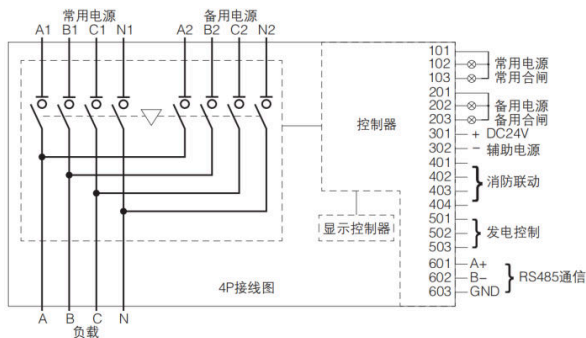 常用电源 备用电源
A1 B1 C1 N1 A2 B2 C2 N2
控制器
显示控制器
101
102 常用电源
103 常用合闸
201
202 备用电源
203 备用合闸
301 + DC24V
302 − 辅助电源
401
402
403
404
消防联动
501
502
503
发电控制
601 A+
602 B−
603 GND
RS485通信
4P接线图
A B C N
负载